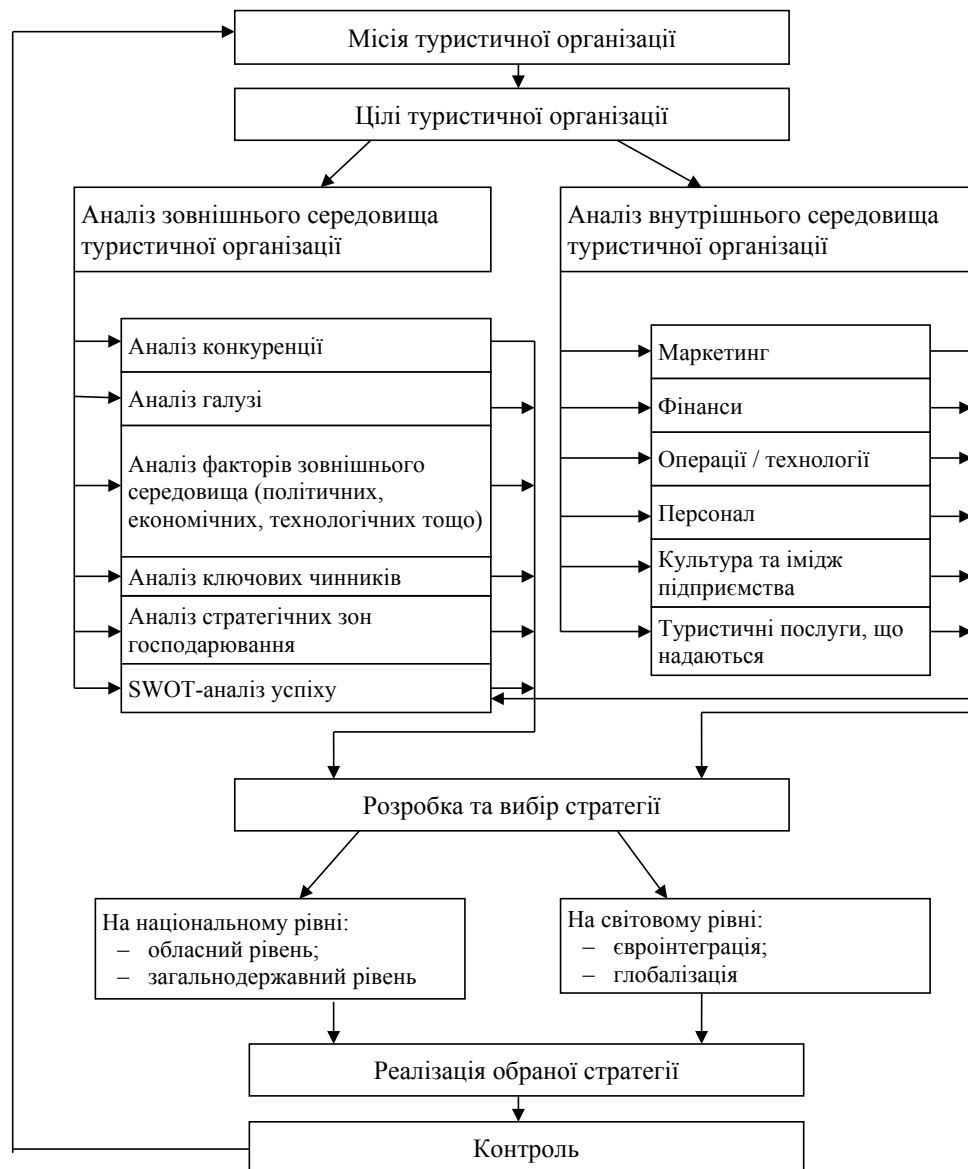 Місія туристичної організації
Цілі туристичної організації
Аналіз зовнішнього середовища
туристичної організації
Аналіз конкуренції
Аналіз галузі
Аналіз факторів зовнішнього
середовища (політичних,
економічних, технологічних тощо)
Аналіз ключових чинників
Аналіз стратегічних зон
господарювання
SWOT-аналіз успіху
Аналіз внутрішнього середовища
туристичної організації
Маркетинг
Фінанси
Операції / технології
Персонал
Культура та імідж
підприємства
Туристичні послуги, що
надаються
Розробка та вибір стратегії
На національному рівні:
– обласний рівень;
– загальнодержавний рівень
На світовому рівні:
– євроінтеграція;
– глобалізація
Реалізація обраної стратегії
Контроль